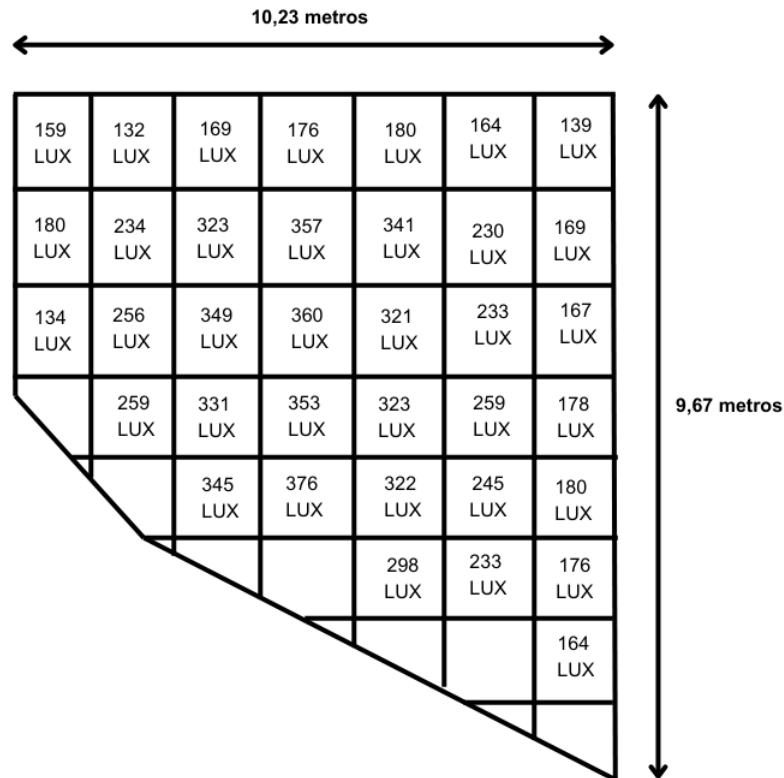 10,23 metros
159 132 169 176 180 164 139
LUX LUX LUX LUX LUX LUX LUX
180 234 323 357 341 230 169
LUX LUX LUX LUX LUX LUX LUX
134 256 349 360 321 233 167
LUX LUX LUX LUX LUX LUX LUX
259 331 353 323 259 178
LUX LUX LUX LUX LUX LUX
9,67 metros
345 376 322 245 180
LUX LUX LUX LUX LUX
298 233 176
LUX LUX LUX
164
LUX